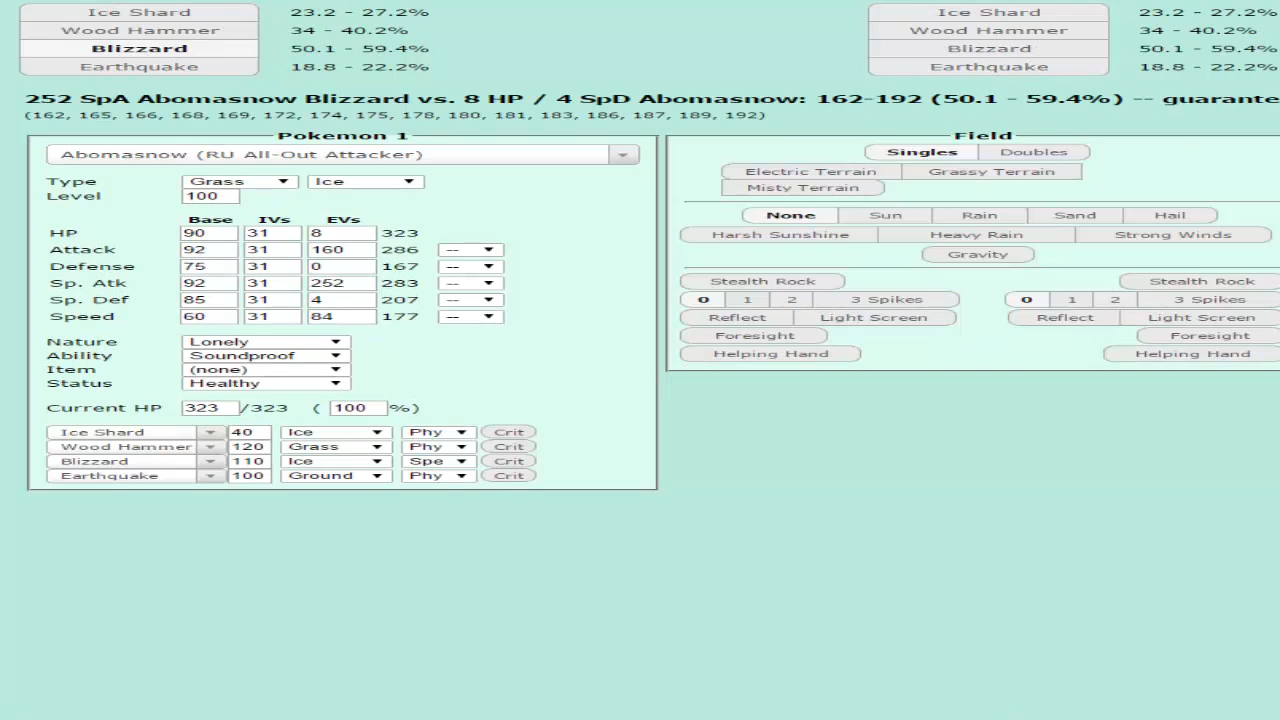 Ice Shard 23.2 - 27.2% Ice Shard 23.2 - 27.2%
Wood Hammer 34 - 40.2% Wood Hammer 34 - 40.2%
Blizzard 50.1 - 59.4% Blizzard 50.1 - 59.4%
Earthquake 18.8 - 22.2% Earthquake 18.8 - 22.2%
252 SpA Abomasnow Blizzard vs. 8 HP / 4 SpD Abomasnow: 162-192 (50.1 - 59.4%) -- guarante
(162, 165, 166, 168, 169, 172, 174, 175, 178, 180, 181, 183, 186, 187, 189, 192)
Pokemon 1
Abomasnow (RU All-Out Attacker)
Type Grass Ice
Level 100
Base IVs EVs
HP 90 31 8 323
Attack 92 31 160 286 --
Defense 75 31 0 167 --
Sp. Atk 92 31 252 283 --
Sp. Def 85 31 4 207 --
Speed 60 31 84 177 --
Nature Lonely
Ability Soundproof
Item (none)
Status Healthy
Current HP 323/323 ( 100 %)
Ice Shard 40 Ice Phy Crit
Wood Hammer 120 Grass Phy Crit
Blizzard 110 Ice Spe Crit
Earthquake 100 Ground Phy Crit
Field
Singles Doubles
Electric Terrain Grassy Terrain
Misty Terrain
None Sun Rain Sand Hail
Harsh Sunshine Heavy Rain Strong Winds
Gravity
Stealth Rock Stealth Rock
0 1 2 3 Spikes 0 1 2 3 Spikes
Reflect Light Screen Reflect Light Screen
Foresight Foresight
Helping Hand Helping Hand